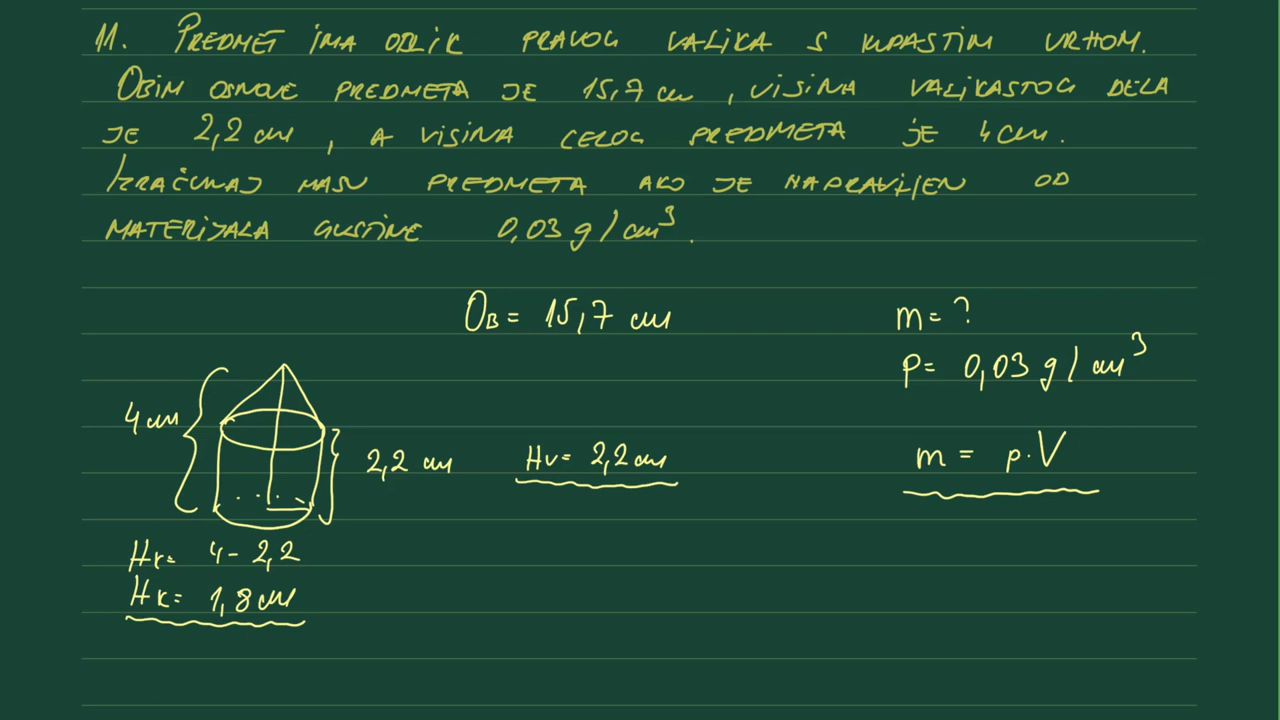 11. PREDMET IMA OBLIK PRAVOG VALJKA S KUPASTIM VRHOM.
OBIM OSNOVE PREDMETA JE 15,7 cm, VISINA VALJKASTOG DELA
JE 2,2 cm, A VISINA CELOG PREDMETA JE 4 cm.
IZRAČUNAJ MASU PREDMETA AKO JE NAPRAVLJEN OD
MATERIJALA GUSTINE 0,03 g/cm³.
OB = 15,7 cm
m = ?
ρ = 0,03 g/cm³
4 cm
2,2 cm
Hv = 2,2 cm
m = ρ · V
Hk = 4 - 2,2
Hk = 1,8 cm